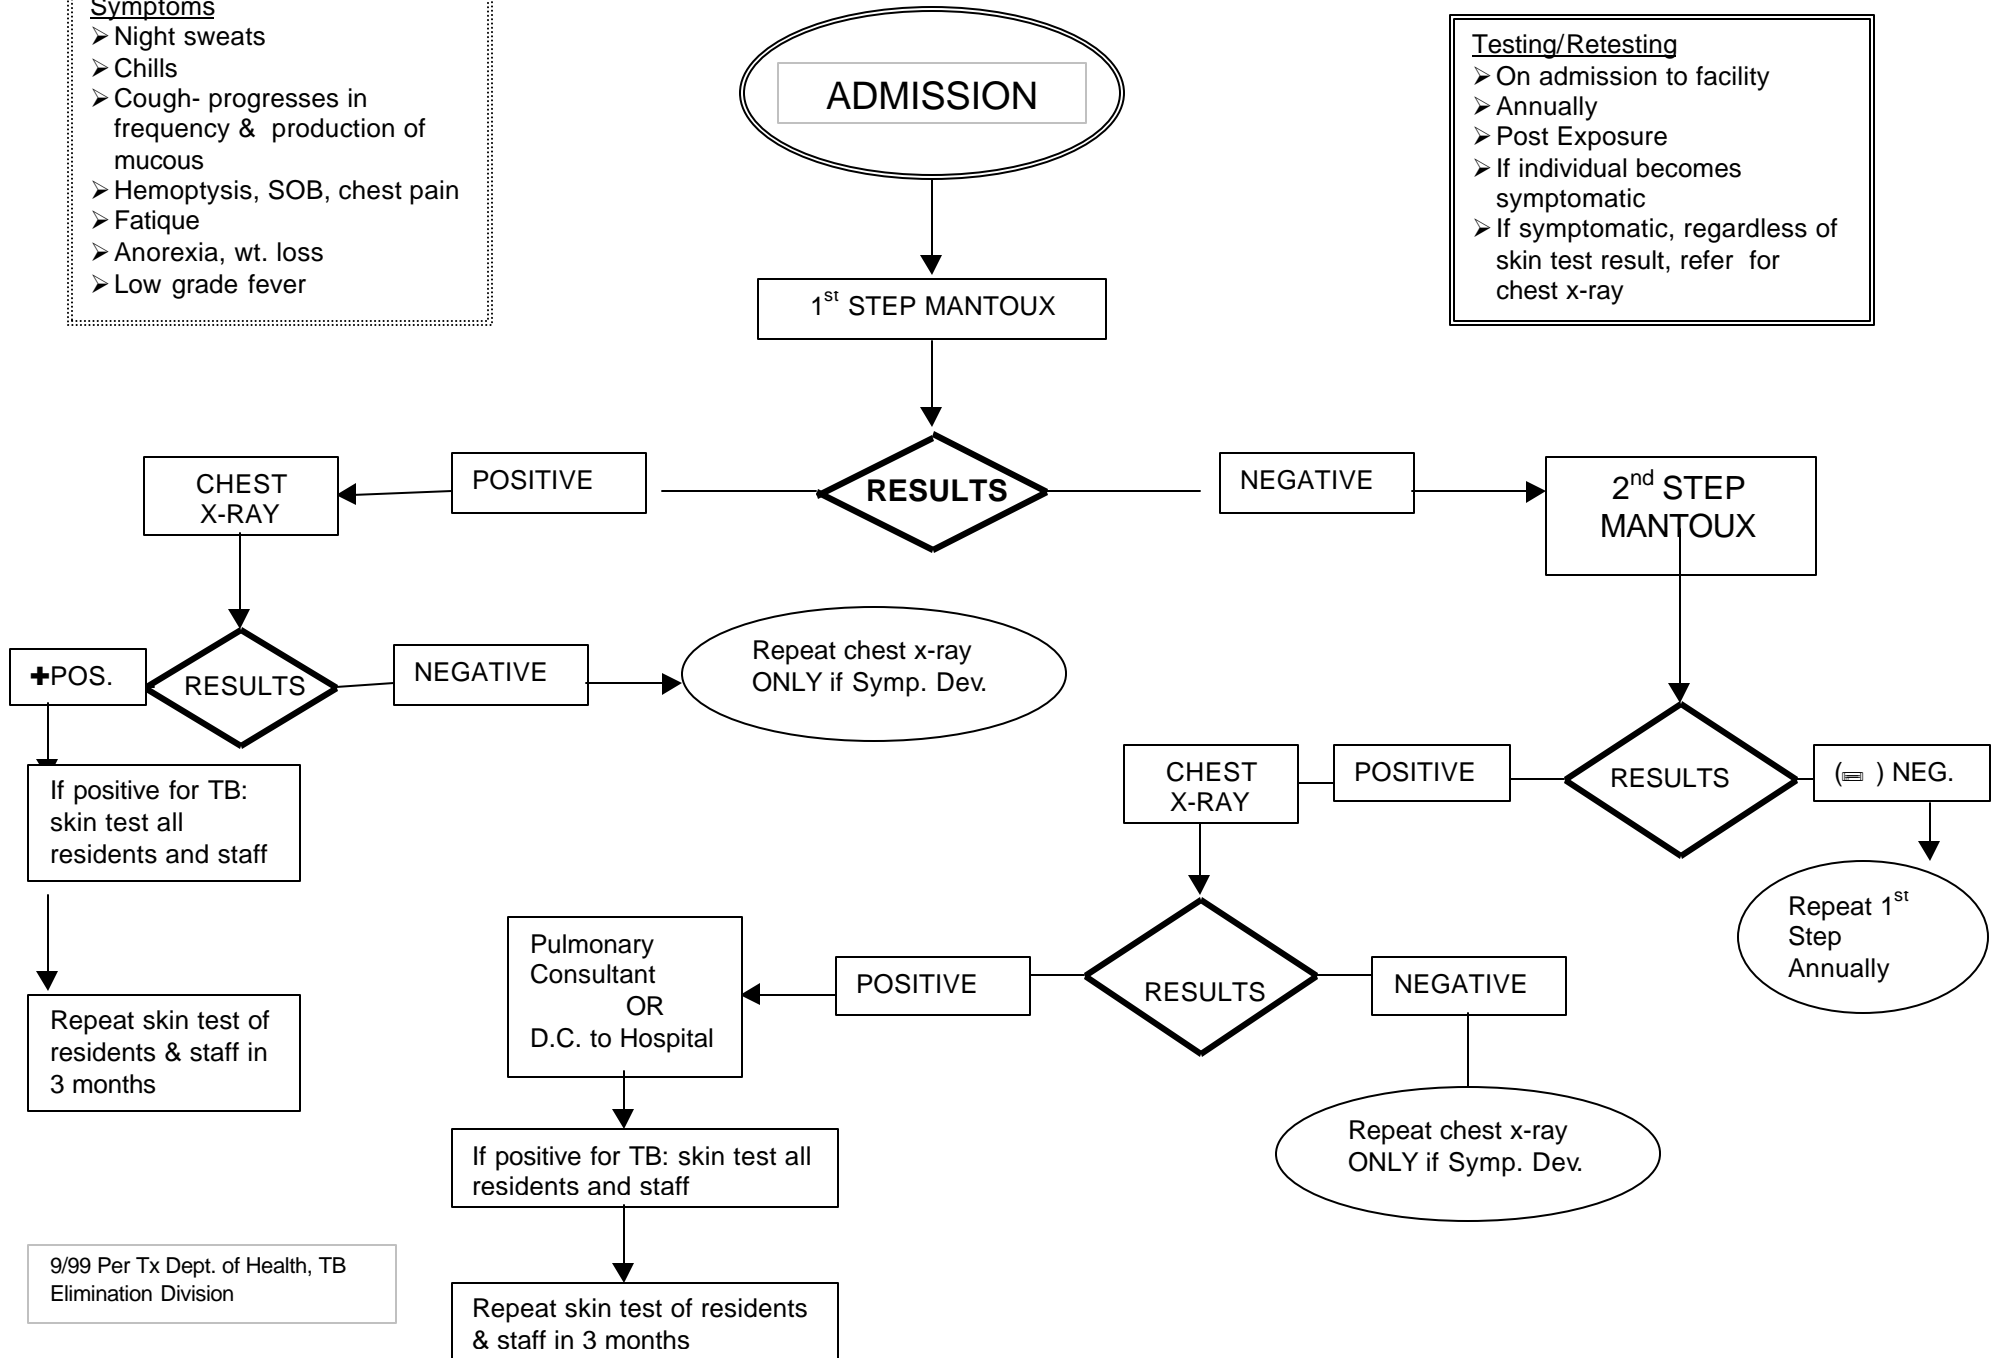 Symptoms
➢ Night sweats
➢ Chills
➢ Cough- progresses in
frequency & production of
mucous
➢ Hemoptysis, SOB, chest pain
➢ Fatique
➢ Anorexia, wt. loss
➢ Low grade fever
ADMISSION
Testing/Retesting
➢ On admission to facility
➢ Annually
➢ Post Exposure
➢ If individual becomes
symptomatic
➢ If symptomatic, regardless of
skin test result, refer for
chest x-ray
1st STEP MANTOUX
CHEST
X-RAY
POSITIVE
RESULTS
NEGATIVE
2nd STEP
MANTOUX
✚POS.
RESULTS
NEGATIVE
Repeat chest x-ray
ONLY if Symp. Dev.
If positive for TB:
skin test all
residents and staff
Repeat skin test of
residents & staff in
3 months
CHEST
X-RAY
POSITIVE
RESULTS
( ) NEG.
Repeat 1st
Step
Annually
Pulmonary
Consultant
OR
D.C. to Hospital
POSITIVE
RESULTS
NEGATIVE
Repeat chest x-ray
ONLY if Symp. Dev.
If positive for TB: skin test all
residents and staff
Repeat skin test of residents
& staff in 3 months
9/99 Per Tx Dept. of Health, TB
Elimination Division